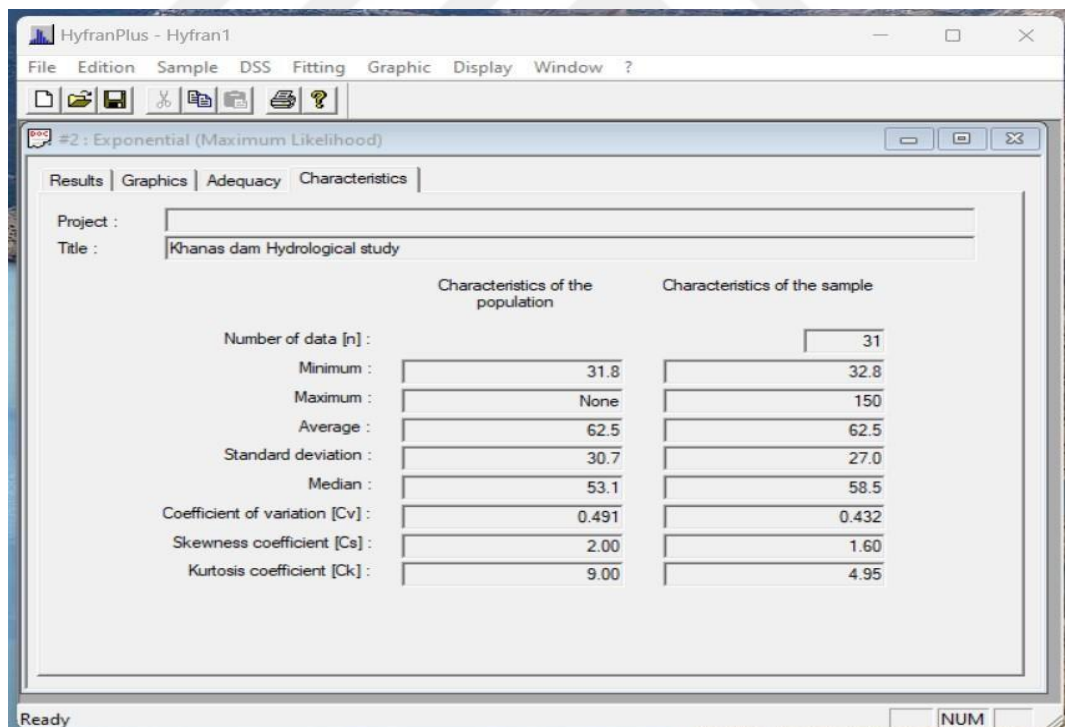 HyfranPlus - Hyfran1
File Edition Sample DSS Fitting Graphic Display Window ?
#2 : Exponential (Maximum Likelihood)
Results Graphics Adequacy Characteristics
Project :
Title : Khanas dam Hydrological study
Characteristics of the population Characteristics of the sample
Number of data [n] : 31
Minimum : 31.8 32.8
Maximum : None 150
Average : 62.5 62.5
Standard deviation : 30.7 27.0
Median : 53.1 58.5
Coefficient of variation [Cv] : 0.491 0.432
Skewness coefficient [Cs] : 2.00 1.60
Kurtosis coefficient [Ck] : 9.00 4.95
Ready NUM